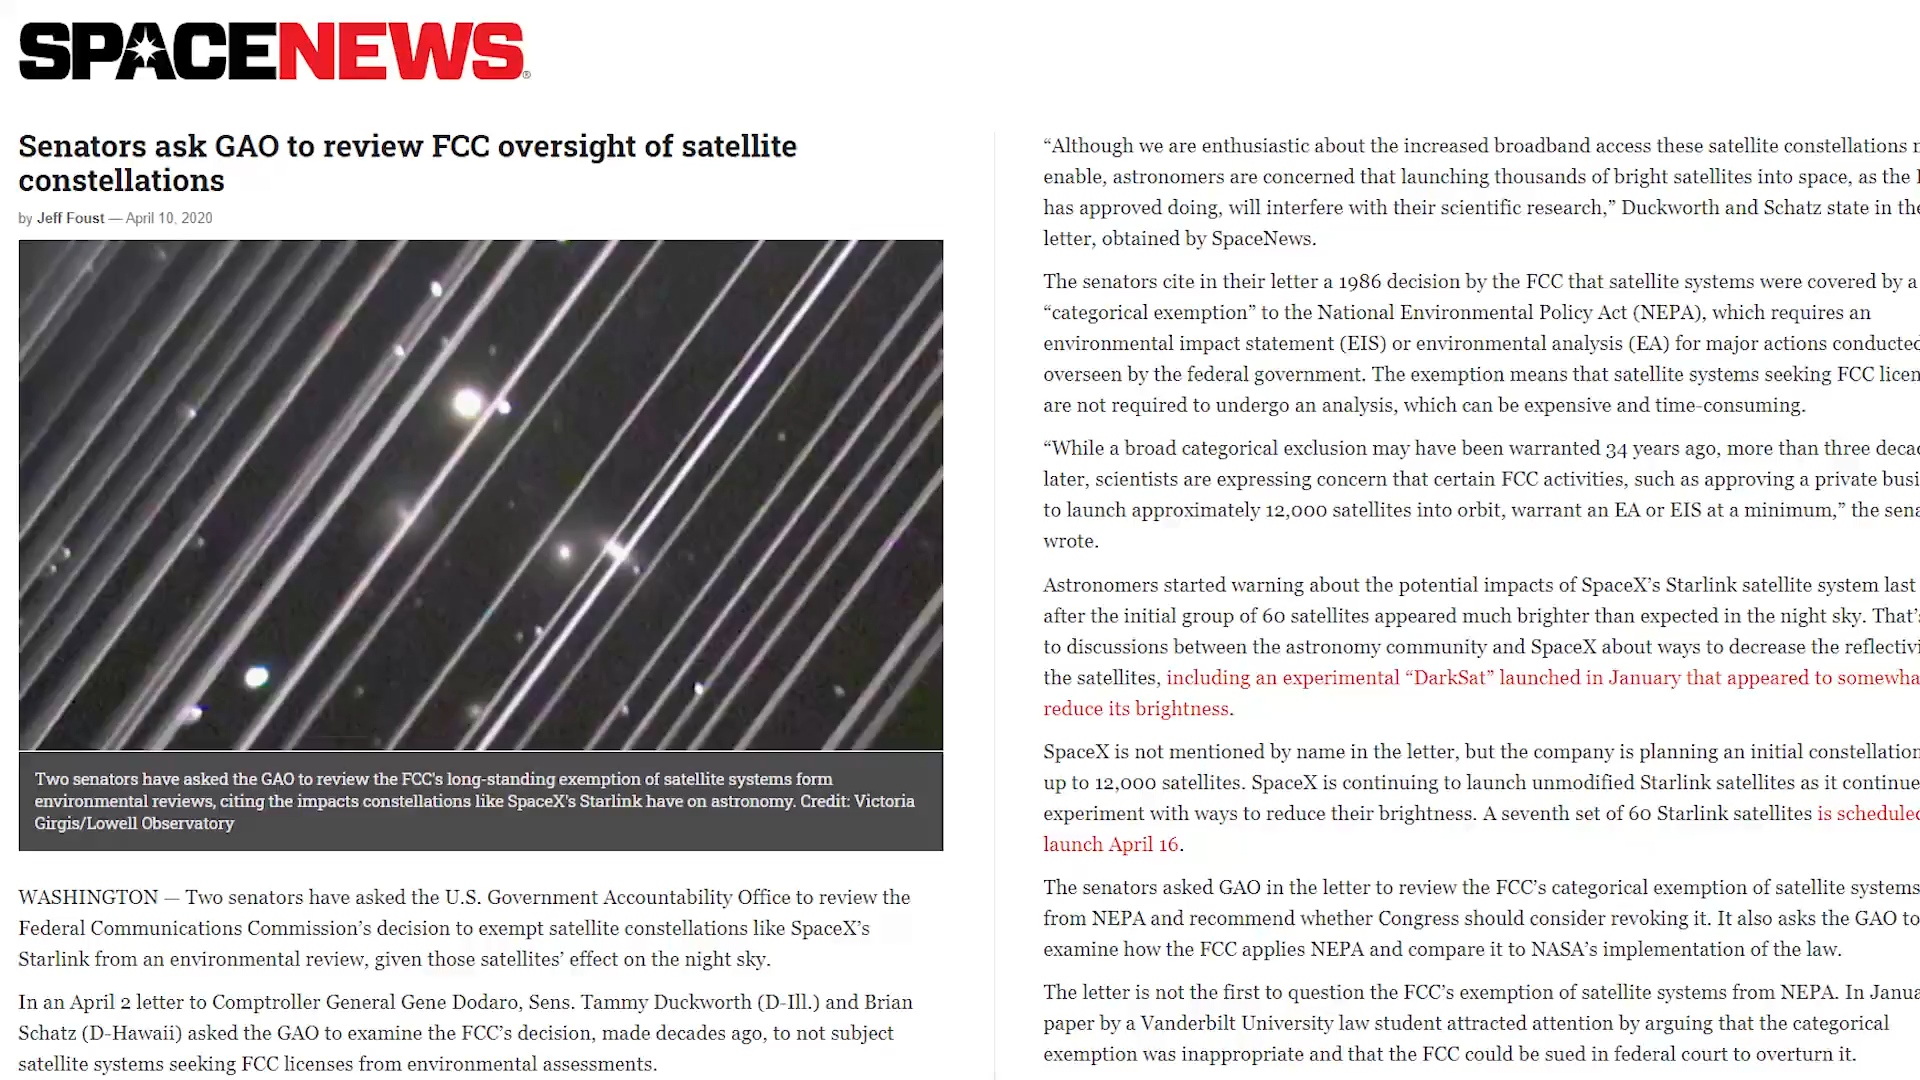 SPACENEWS®
Senators ask GAO to review FCC oversight of satellite
constellations
by Jeff Foust — April 10, 2020
Two senators have asked the GAO to review the FCC's long-standing exemption of satellite systems form
environmental reviews, citing the impacts constellations like SpaceX's Starlink have on astronomy. Credit: Victoria
Girgis/Lowell Observatory
WASHINGTON — Two senators have asked the U.S. Government Accountability Office to review the
Federal Communications Commission’s decision to exempt satellite constellations like SpaceX’s
Starlink from an environmental review, given those satellites’ effect on the night sky.
In an April 2 letter to Comptroller General Gene Dodaro, Sens. Tammy Duckworth (D-Ill.) and Brian
Schatz (D-Hawaii) asked the GAO to examine the FCC’s decision, made decades ago, to not subject
satellite systems seeking FCC licenses from environmental assessments.
“Although we are enthusiastic about the increased broadband access these satellite constellations
enable, astronomers are concerned that launching thousands of bright satellites into space, as the
has approved doing, will interfere with their scientific research,” Duckworth and Schatz state in
letter, obtained by SpaceNews.
The senators cite in their letter a 1986 decision by the FCC that satellite systems were covered by a
“categorical exemption” to the National Environmental Policy Act (NEPA), which requires an
environmental impact statement (EIS) or environmental analysis (EA) for major actions conducted
overseen by the federal government. The exemption means that satellite systems seeking FCC licen
are not required to undergo an analysis, which can be expensive and time-consuming.
“While a broad categorical exclusion may have been warranted 34 years ago, more than three deca
later, scientists are expressing concern that certain FCC activities, such as approving a private busi
to launch approximately 12,000 satellites into orbit, warrant an EA or EIS at a minimum,” the sena
wrote.
Astronomers started warning about the potential impacts of SpaceX’s Starlink satellite system last
after the initial group of 60 satellites appeared much brighter than expected in the night sky. That’
to discussions between the astronomy community and SpaceX about ways to decrease the reflectivi
the satellites, including an experimental “DarkSat” launched in January that appeared to somewha
reduce its brightness.
SpaceX is not mentioned by name in the letter, but the company is planning an initial constellation
up to 12,000 satellites. SpaceX is continuing to launch unmodified Starlink satellites as it continue
experiment with ways to reduce their brightness. A seventh set of 60 Starlink satellites is scheduled
launch April 16.
The senators asked GAO in the letter to review the FCC’s categorical exemption of satellite systems
from NEPA and recommend whether Congress should consider revoking it. It also asks the GAO to
examine how the FCC applies NEPA and compare it to NASA’s implementation of the law.
The letter is not the first to question the FCC’s exemption of satellite systems from NEPA. In Janua
paper by a Vanderbilt University law student attracted attention by arguing that the categorical
exemption was inappropriate and that the FCC could be sued in federal court to overturn it.